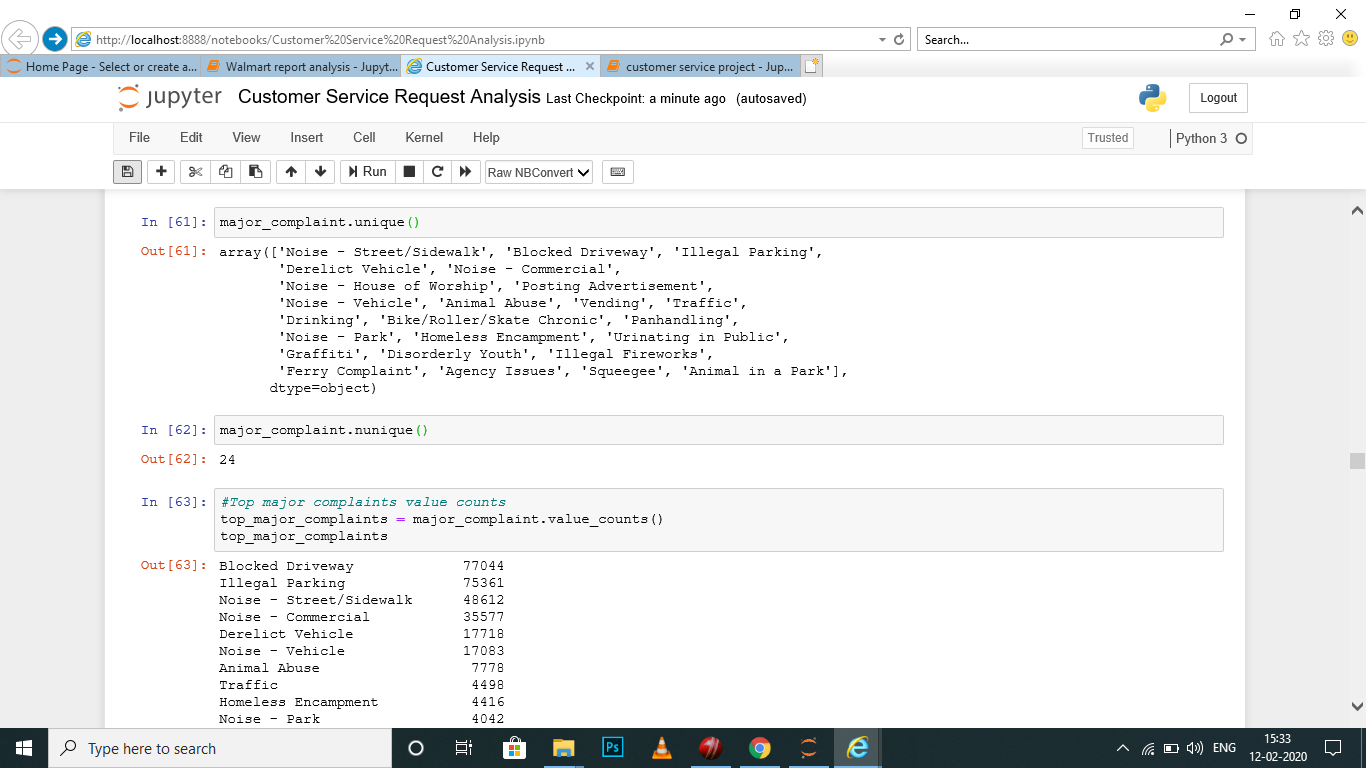 http://localhost:8888/notebooks/Customer%20Service%20Request%20Analysis.ipynb
Search...
Home Page - Select or create a...
Walmart report analysis - Jupyt...
Customer Service Request ...
customer service project - Jup...
jupyter Customer Service Request Analysis Last Checkpoint: a minute ago (autosaved)
Logout
File Edit View Insert Cell Kernel Help
Trusted
Python 3
Run
Raw NBConvert
In [61]: major_complaint.unique()
Out[61]: array(['Noise - Street/Sidewalk', 'Blocked Driveway', 'Illegal Parking',
'Derelict Vehicle', 'Noise - Commercial',
'Noise - House of Worship', 'Posting Advertisement',
'Noise - Vehicle', 'Animal Abuse', 'Vending', 'Traffic',
'Drinking', 'Bike/Roller/Skate Chronic', 'Panhandling',
'Noise - Park', 'Homeless Encampment', 'Urinating in Public',
'Graffiti', 'Disorderly Youth', 'Illegal Fireworks',
'Ferry Complaint', 'Agency Issues', 'Squeegee', 'Animal in a Park'],
dtype=object)
In [62]: major_complaint.nunique()
Out[62]: 24
In [63]: #Top major complaints value counts
top_major_complaints = major_complaint.value_counts()
top_major_complaints
Out[63]: Blocked Driveway 77044
Illegal Parking 75361
Noise - Street/Sidewalk 48612
Noise - Commercial 35577
Derelict Vehicle 17718
Noise - Vehicle 17083
Animal Abuse 7778
Traffic 4498
Homeless Encampment 4416
Noise - Park 4042
Type here to search
Ps
ENG
15:33
12-02-2020